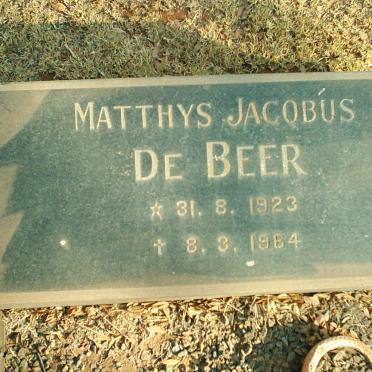 MATTHYS JACOBUS
DE BEER
* 31. 8. 1923
† 8. 3. 1984